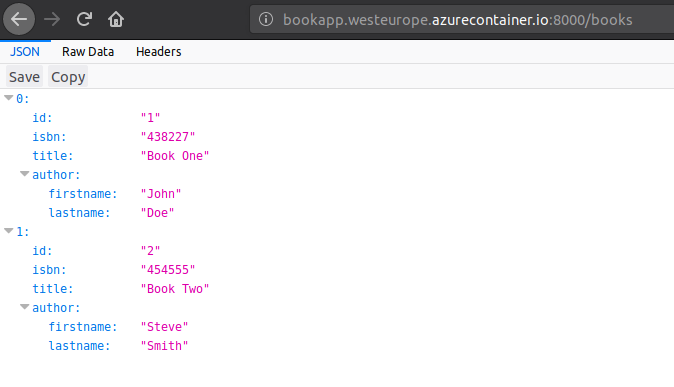 bookapp.westeurope.azurecontainer.io:8000/books
JSON Raw Data Headers
Save Copy
0:
id: "1"
isbn: "438227"
title: "Book One"
author:
firstname: "John"
lastname: "Doe"
1:
id: "2"
isbn: "454555"
title: "Book Two"
author:
firstname: "Steve"
lastname: "Smith"